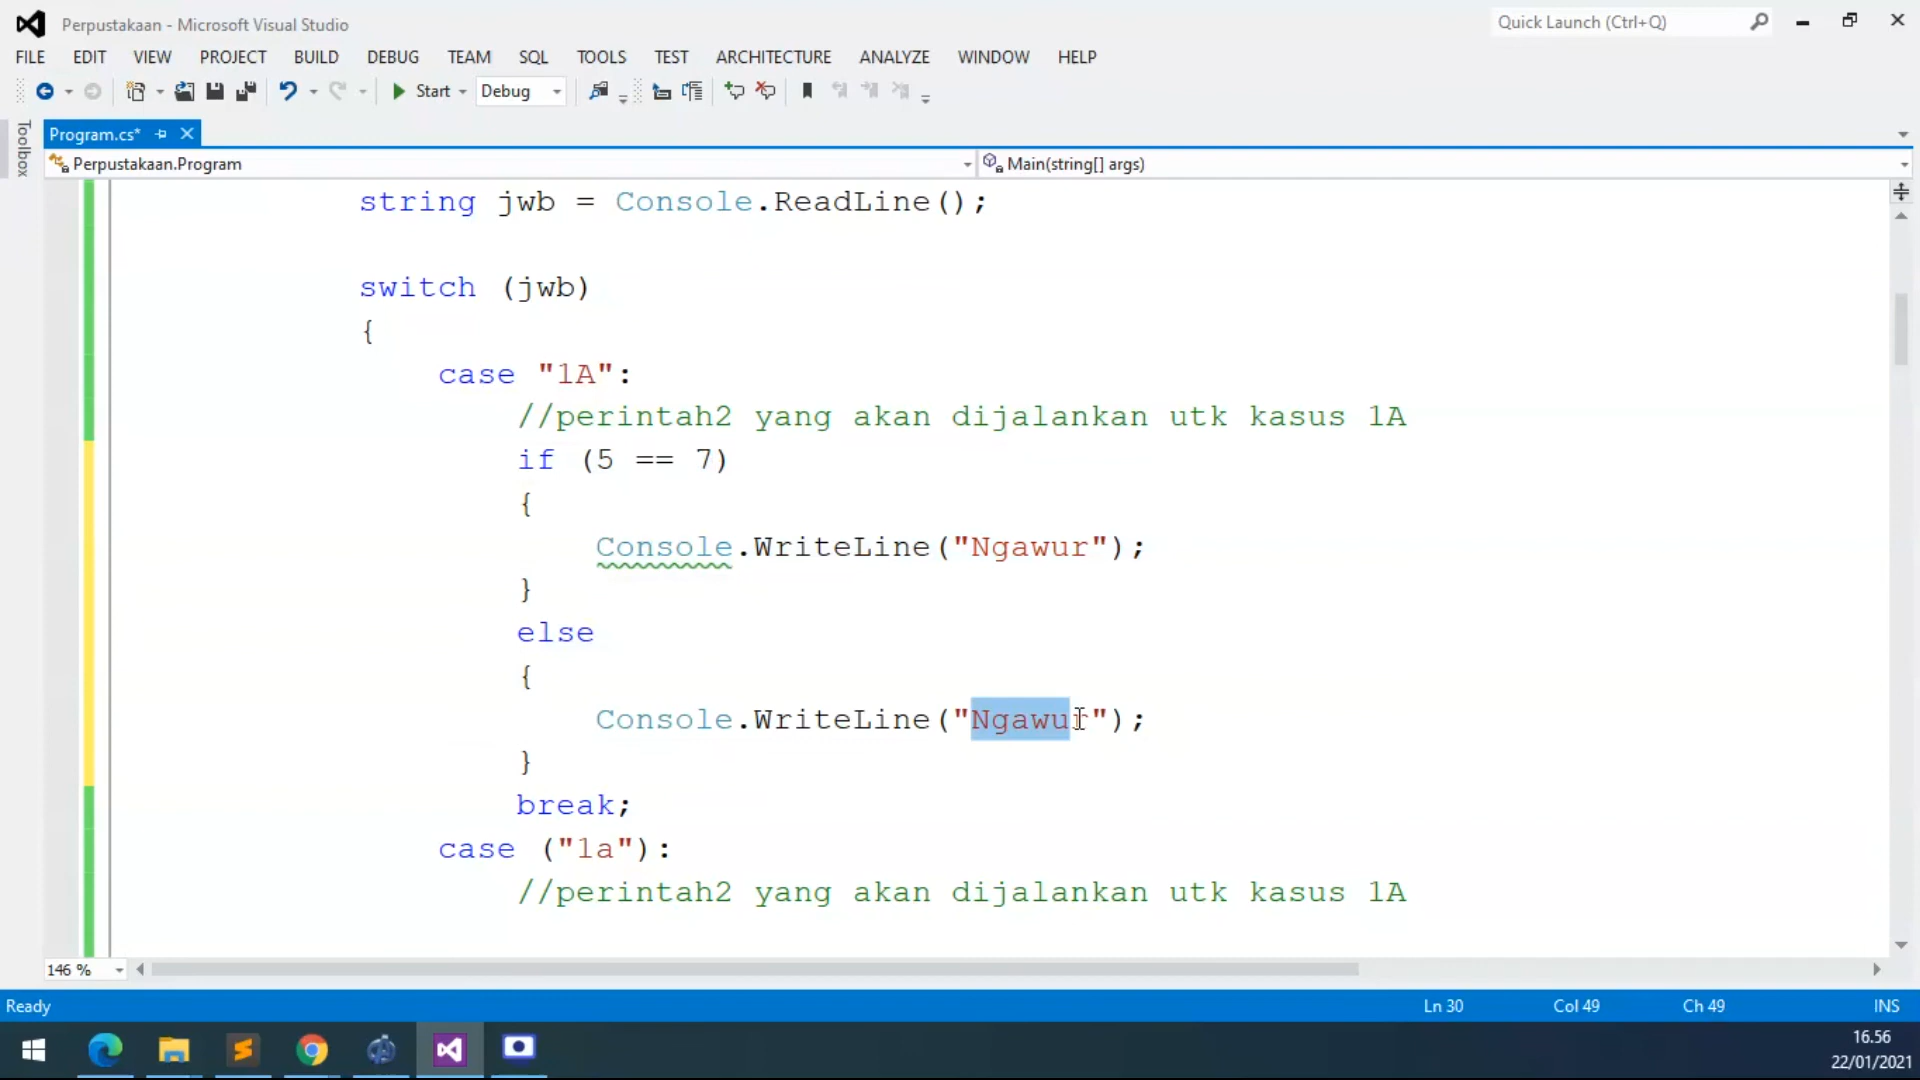 Perpustakaan - Microsoft Visual Studio
Quick Launch (Ctrl+Q)
FILE EDIT VIEW PROJECT BUILD DEBUG TEAM SQL TOOLS TEST ARCHITECTURE ANALYZE WINDOW HELP
Start Debug
Toolbox
Program.cs*
Perpustakaan.Program
Main(string[] args)
string jwb = Console.ReadLine();
switch (jwb)
{
case "1A":
//perintah2 yang akan dijalankan utk kasus 1A
if (5 == 7)
{
Console.WriteLine("Ngawur");
}
else
{
Console.WriteLine("Ngawur");
}
break;
case ("1a"):
//perintah2 yang akan dijalankan utk kasus 1A
146 %
Ready
Ln 30
Col 49
Ch 49
INS
16.56
22/01/2021